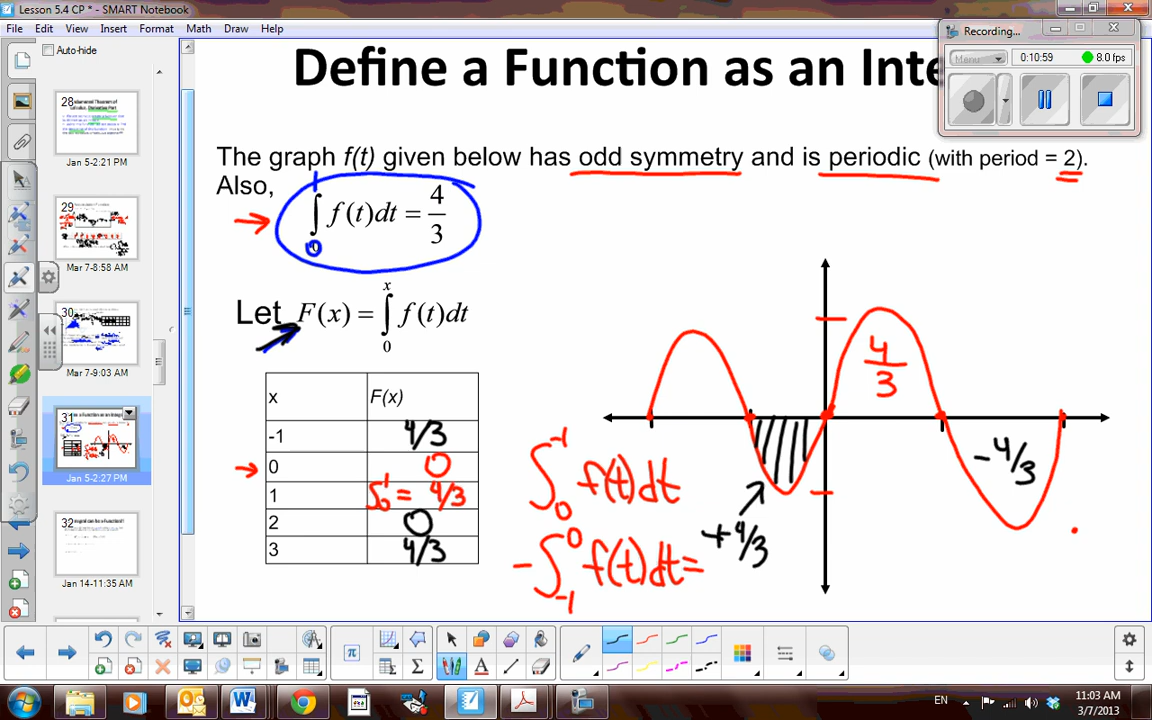 Lesson 5.4 CP * - SMART Notebook
File Edit View Insert Format Math Draw Help
Auto-hide
Recording...
Menu
0:10:59
8.0 fps
28
Jan 5-2:21 PM
29
Mar 7-8:58 AM
30
Mar 7-9:03 AM
31
Jan 5-2:27 PM
32
Jan 14-11:35 AM
Define a Function as an Inte
The graph f(t) given below has odd symmetry and is periodic (with period = 2).
Also,
∫₀¹ f(t)dt = 4/3
Let F(x) = ∫₀ˣ f(t)dt
x F(x)
-1 4/3
0 0
1 ∫₀¹ = 4/3
2 0
3 4/3
4/3
-4/3
∫₀⁻¹ f(t)dt
-∫₋₁⁰ f(t)dt =
+4/3
π
Σ
A
EN
11:03 AM
3/7/2013